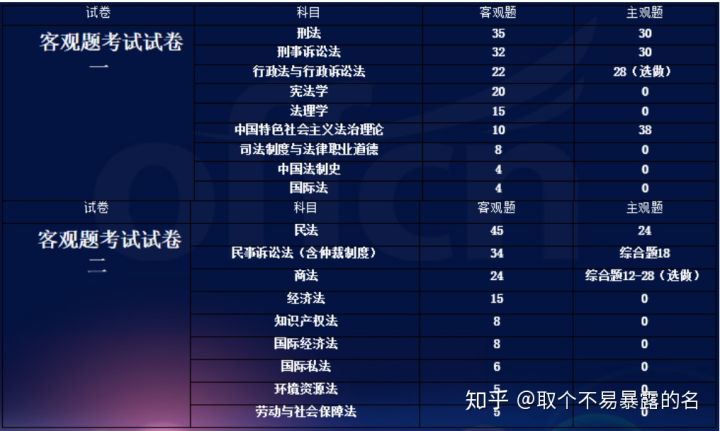 试卷 科目 客观题 主观题
客观题考试试卷一
刑法 35 30
刑事诉讼法 32 30
行政法与行政诉讼法 22 28（选做）
宪法学 20 0
法理学 15 0
中国特色社会主义法治理论 10 38
司法制度与法律职业道德 8 0
中国法制史 4 0
国际法 4 0
试卷 科目 客观题 主观题
客观题考试试卷二
民法 45 24
民事诉讼法（含仲裁制度） 34 综合题18
商法 24 综合题12-28（选做）
经济法 15 0
知识产权法 8 0
国际经济法 8 0
国际私法 6 0
环境资源法 5 0
劳动与社会保障法 5 0
知乎 @取个不易暴露的名
offcn